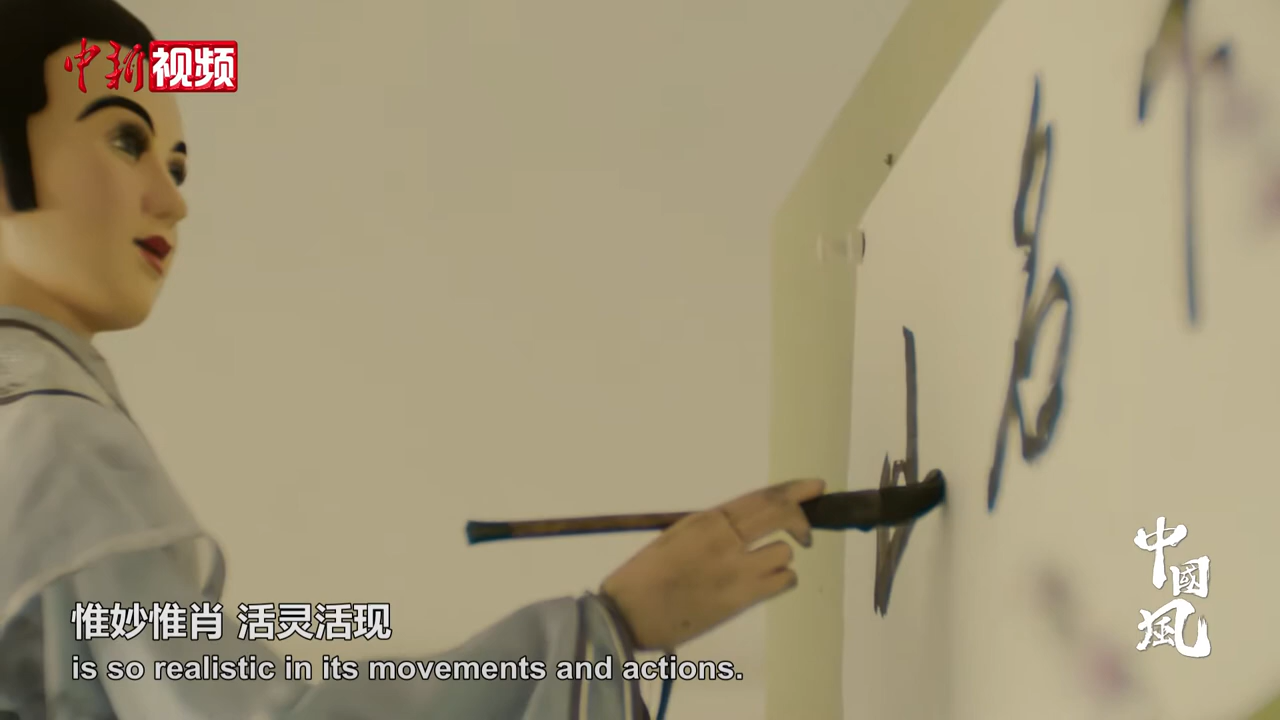 中新视频
惟妙惟肖 活灵活现
is so realistic in its movements and actions.
中國風